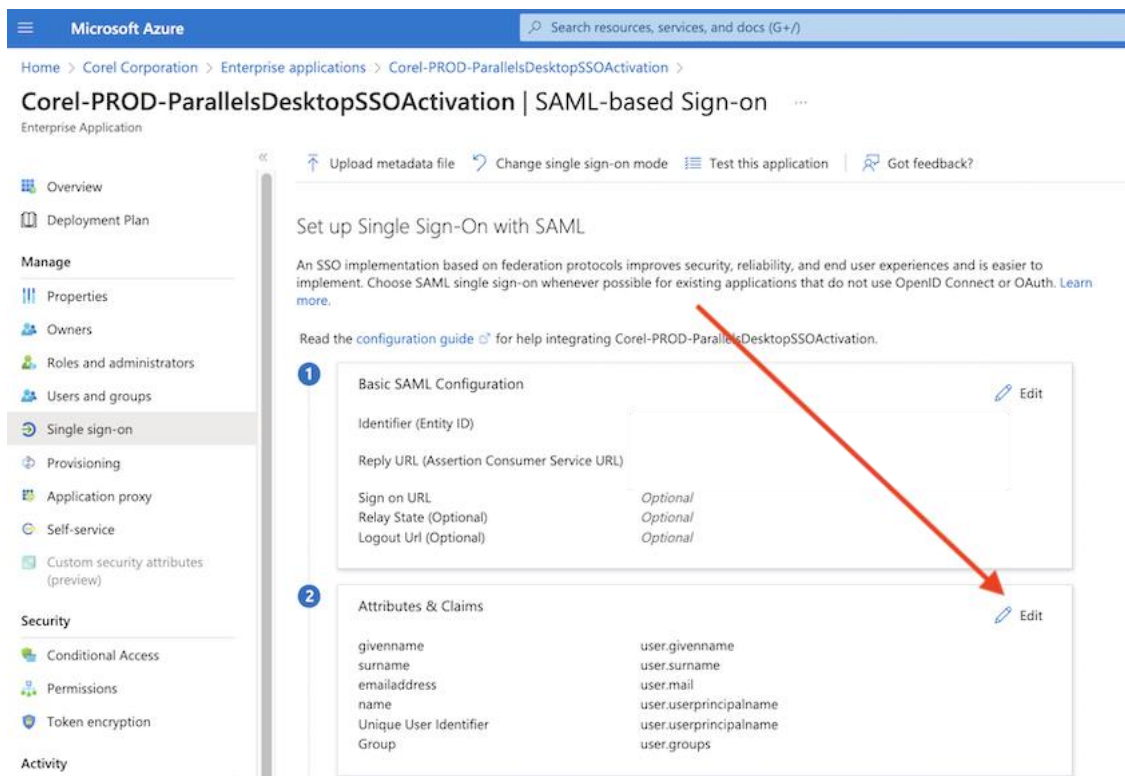 Microsoft Azure
Search resources, services, and docs (G+/)
Home > Corel Corporation > Enterprise applications > Corel-PROD-ParallelsDesktopSSOActivation >
Corel-PROD-ParallelsDesktopSSOActivation | SAML-based Sign-on ...
Enterprise Application
«
Upload metadata file
Change single sign-on mode
Test this application
Got feedback?
Overview
Deployment Plan
Manage
Properties
Owners
Roles and administrators
Users and groups
Single sign-on
Provisioning
Application proxy
Self-service
Custom security attributes
(preview)
Security
Conditional Access
Permissions
Token encryption
Activity
Set up Single Sign-On with SAML
An SSO implementation based on federation protocols improves security, reliability, and end user experiences and is easier to
implement. Choose SAML single sign-on whenever possible for existing applications that do not use OpenID Connect or OAuth. Learn
more.
Read the configuration guide for help integrating Corel-PROD-ParallelsDesktopSSOActivation.
1
Basic SAML Configuration
Edit
Identifier (Entity ID)
Reply URL (Assertion Consumer Service URL)
Sign on URL Optional
Relay State (Optional) Optional
Logout Url (Optional) Optional
2
Attributes & Claims
Edit
givenname user.givenname
surname user.surname
emailaddress user.mail
name user.userprincipalname
Unique User Identifier user.userprincipalname
Group user.groups